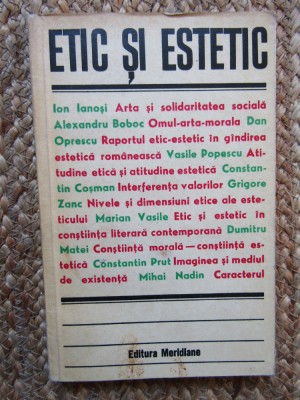 ETIC ȘI ESTETIC
Ion Ianoși Arta și solidaritatea socială
Alexandru Boboc Omul-arta-morala Dan
Oprescu Raportul etic-estetic în gîndirea
estetică românească Vasile Popescu Ati-
tudine etică și atitudine estetică Constan-
tin Coșman Interferența valorilor Grigore
Zanc Nivele și dimensiuni etice ale este-
ticului Marian Vasile Etic și estetic în
conștiința literară contemporană Dumitru
Matei Conștiință morală—conștiință es-
tetică Constantin Prut Imaginea și mediul
de existență Mihai Nadin Caracterul
Editura Meridiane